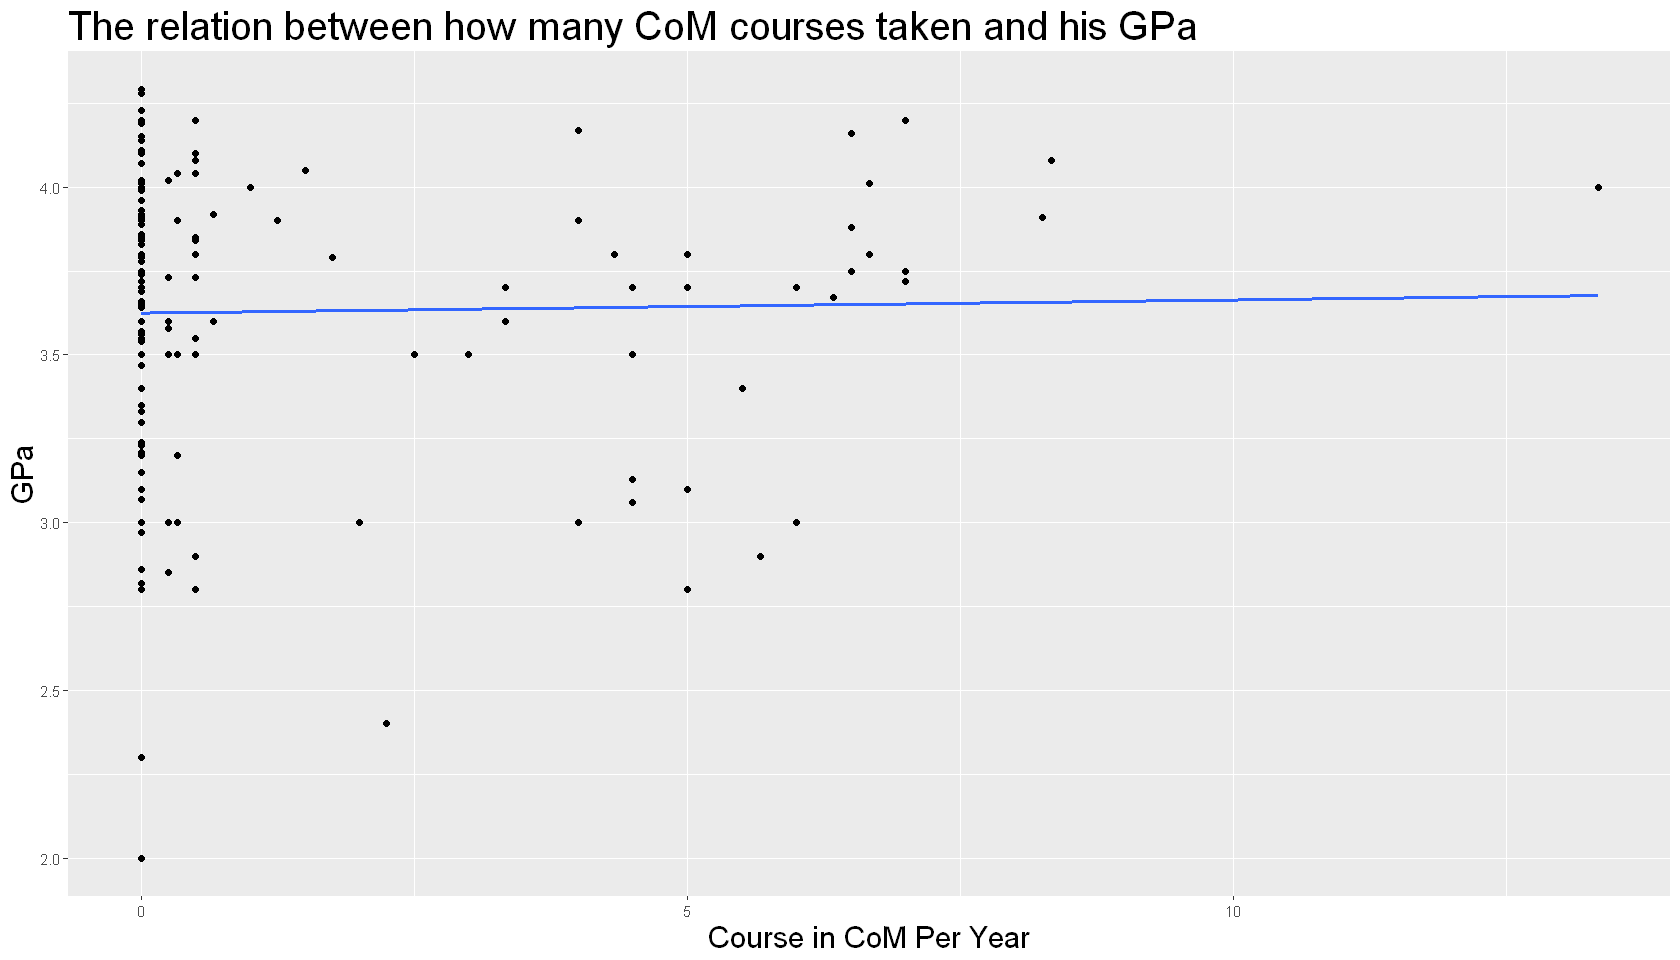 The relation between how many CoM courses taken and his GPa
GPa
4.0
3.5
3.0
2.5
2.0
0 5 10
Course in CoM Per Year